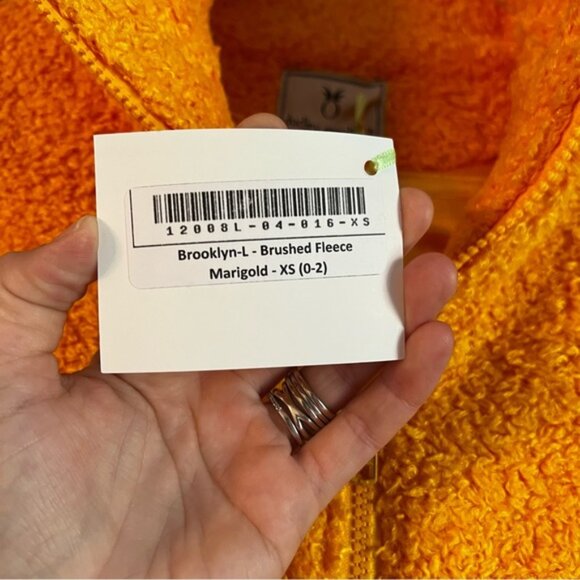 12008L-04-016-XS
Brooklyn-L - Brushed Fleece
Marigold - XS (0-2)